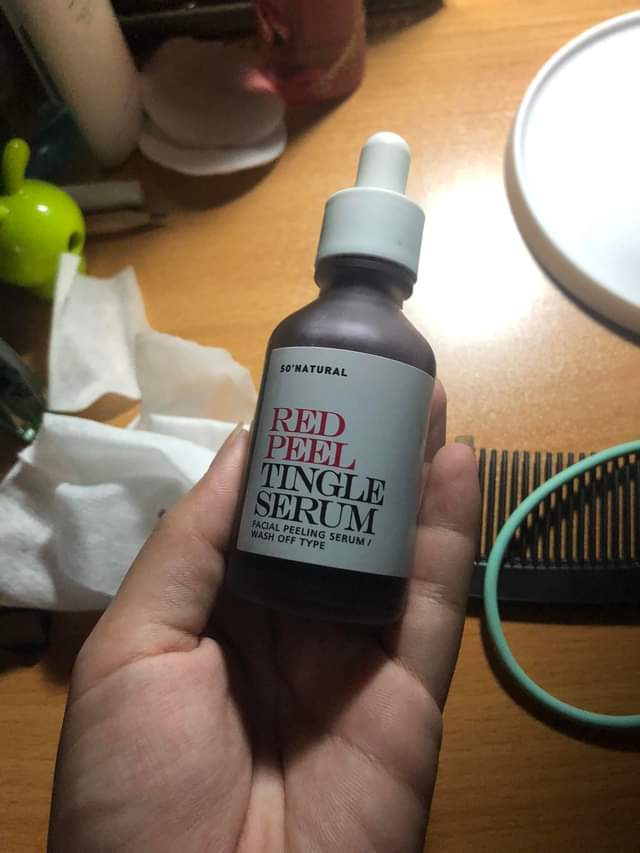 SO'NATURAL
RED
PEEL
TINGLE
SERUM
FACIAL PEELING SERUM /
WASH OFF TYPE